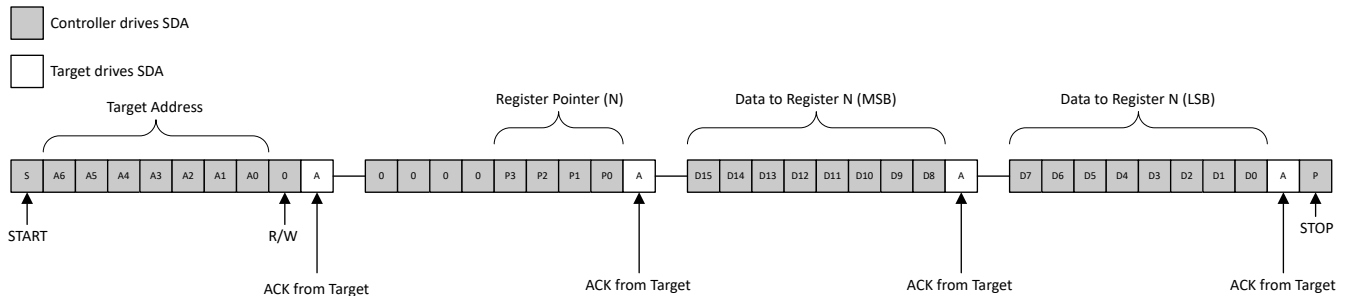 Controller drives SDA
Target drives SDA
Target Address
Register Pointer (N)
Data to Register N (MSB)
Data to Register N (LSB)
S A6 A5 A4 A3 A2 A1 A0 0 A 0 0 0 0 P3 P2 P1 P0 A D15 D14 D13 D12 D11 D10 D9 D8 A D7 D6 D5 D4 D3 D2 D1 D0 A P
START
R/W
STOP
ACK from Target
ACK from Target
ACK from Target
ACK from Target